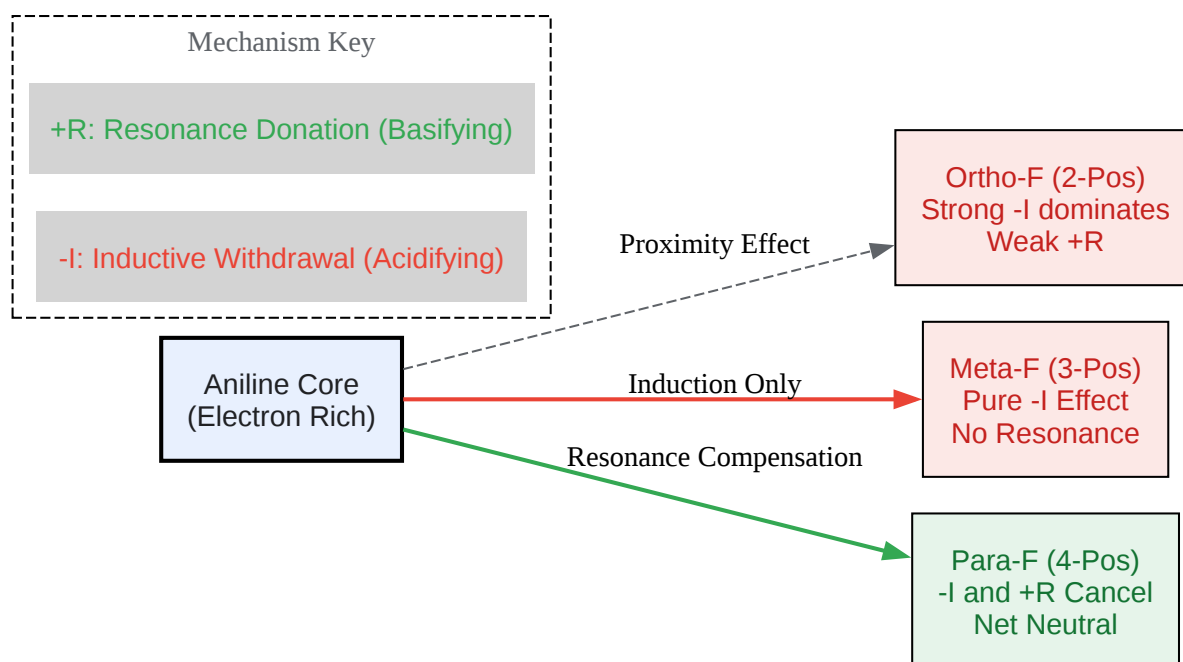 Mechanism Key
+R: Resonance Donation (Basifying)
-I: Inductive Withdrawal (Acidifying)
Aniline Core
(Electron Rich)
Proximity Effect
Induction Only
Resonance Compensation
Ortho-F (2-Pos)
Strong -I dominates
Weak +R
Meta-F (3-Pos)
Pure -I Effect
No Resonance
Para-F (4-Pos)
-I and +R Cancel
Net Neutral